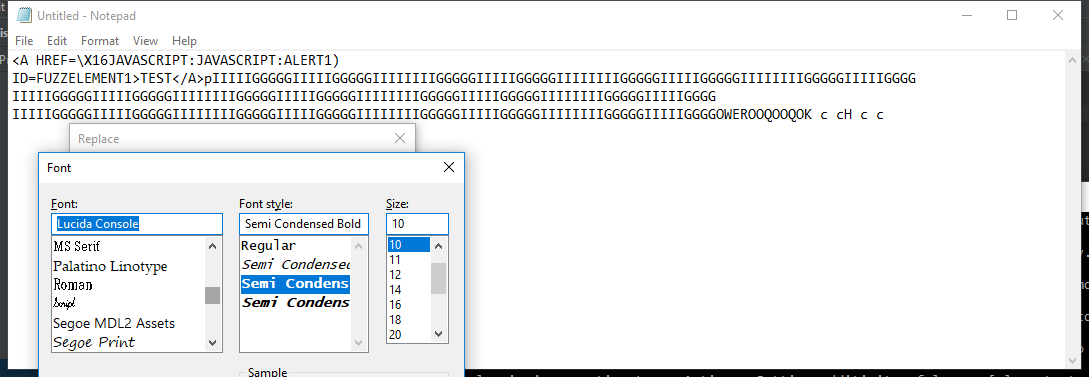 Untitled - Notepad
File Edit Format View Help
<A HREF=\X16JAVASCRIPT:JAVASCRIPT:ALERT1)
ID=FUZZELEMENT1>TEST</A>pIIIIIGGGGGIIIIIGGGGGIIIIIIIIGGGGGIIIIIGGGGGIIIIIIIIGGGGGIIIIIGGGGGIIIIIIIIGGGGGIIIIIGGGG
IIIIIGGGGGIIIIIGGGGGIIIIIIIIGGGGGIIIIIGGGGGIIIIIIIIGGGGGIIIIIGGGGGIIIIIIIIGGGGGIIIIIGGGG
IIIIIGGGGGIIIIIGGGGGIIIIIIIIGGGGGIIIIIGGGGGIIIIIIIIGGGGGIIIIIGGGGGIIIIIIIIGGGGGIIIIIGGGGOWEROOQOOQOK c cH c c
Replace
Font
Font: Font style: Size:
Lucida Console Semi Condensed Bold 10
MS Serif
Palatino Linotype
Roman
Script
Segoe MDL2 Assets
Segoe Print
Regular
Semi Condensed
Semi Condens
Semi Condens
10
11
12
14
16
18
20
Sample